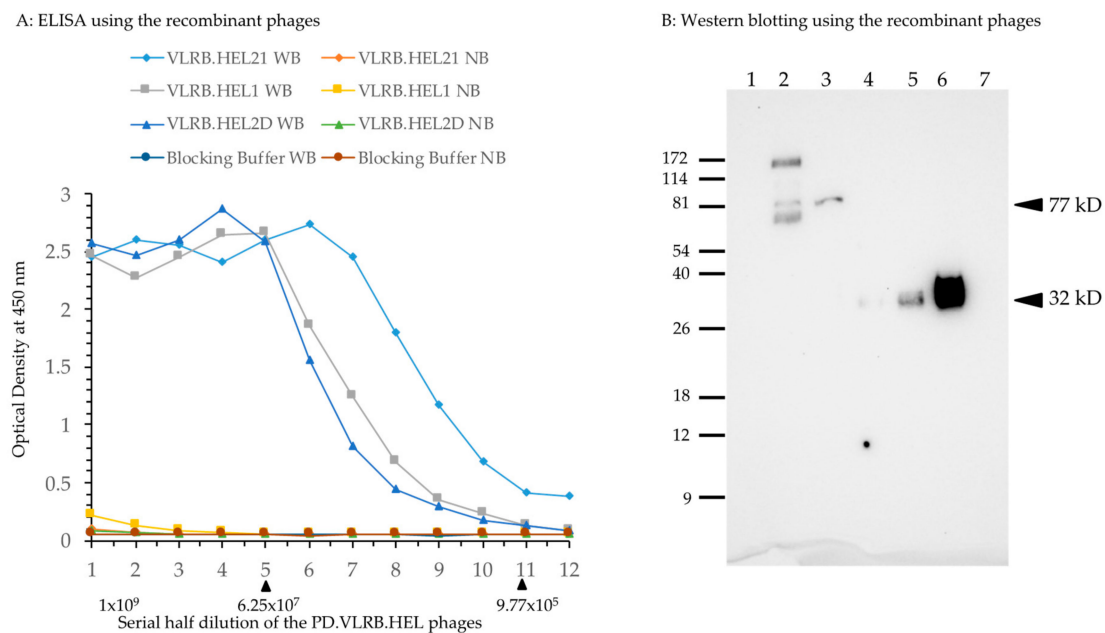 A: ELISA using the recombinant phages
VLRB.HEL21 WB
VLRB.HEL21 NB
VLRB.HEL1 WB
VLRB.HEL1 NB
VLRB.HEL2D WB
VLRB.HEL2D NB
Blocking Buffer WB
Blocking Buffer NB
Optical Density at 450 nm
3
2.5
2
1.5
1
0.5
0
1 2 3 4 5 6 7 8 9 10 11 12
1x10⁹ 6.25x10⁷ 9.77x10⁵
Serial half dilution of the PD.VLRB.HEL phages
B: Western blotting using the recombinant phages
1 2 3 4 5 6 7
172
114
81
54
40
26
18
12
9
77 kD
32 kD